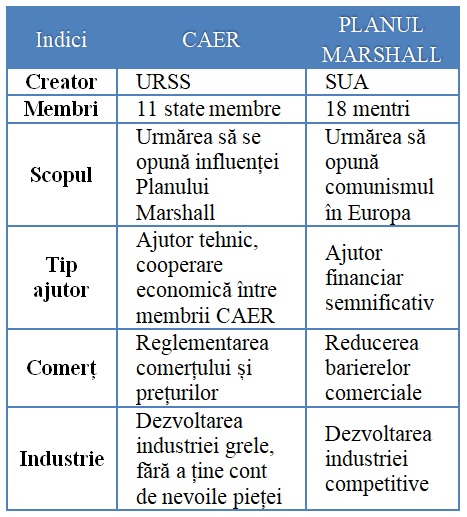 Indici
CAER
PLANUL
MARSHALL
Creator
URSS
SUA
Membri
11 state membre
18 mentri
Scopul
Urmărea să se
opună influenței
Planului
Marshall
Urmărea să
opună
comunismul
în Europa
Tip
ajutor
Ajutor tehnic,
cooperare
economică între
membrii CAER
Ajutor
financiar
semnificativ
Comerț
Reglementarea
comerțului și
prețurilor
Reducerea
barierelor
comerciale
Industrie
Dezvoltarea
industriei grele,
fără a ține cont
de nevoile pieței
Dezvoltarea
industriei
competitive